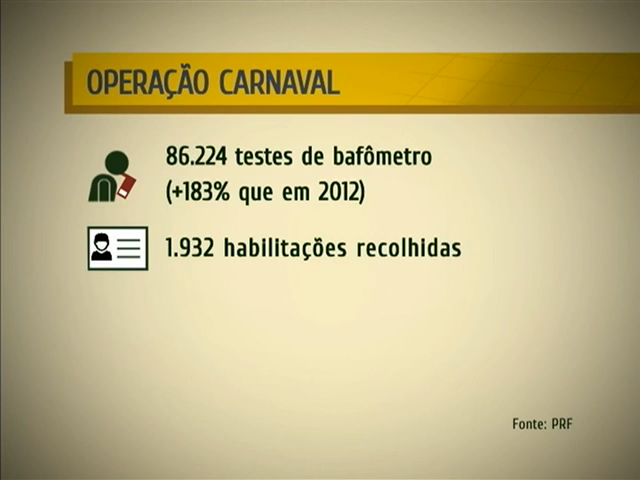 OPERAÇÃO CARNAVAL
86.224 testes de bafômetro
(+183% que em 2012)
1.932 habilitações recolhidas
Fonte: PRF